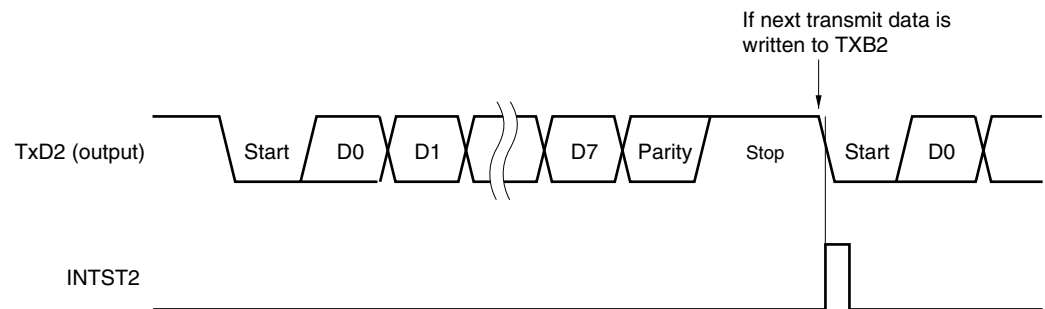 If next transmit data is
written to TXB2
TxD2 (output) Start D0 D1 D7 Parity Stop Start D0
INTST2